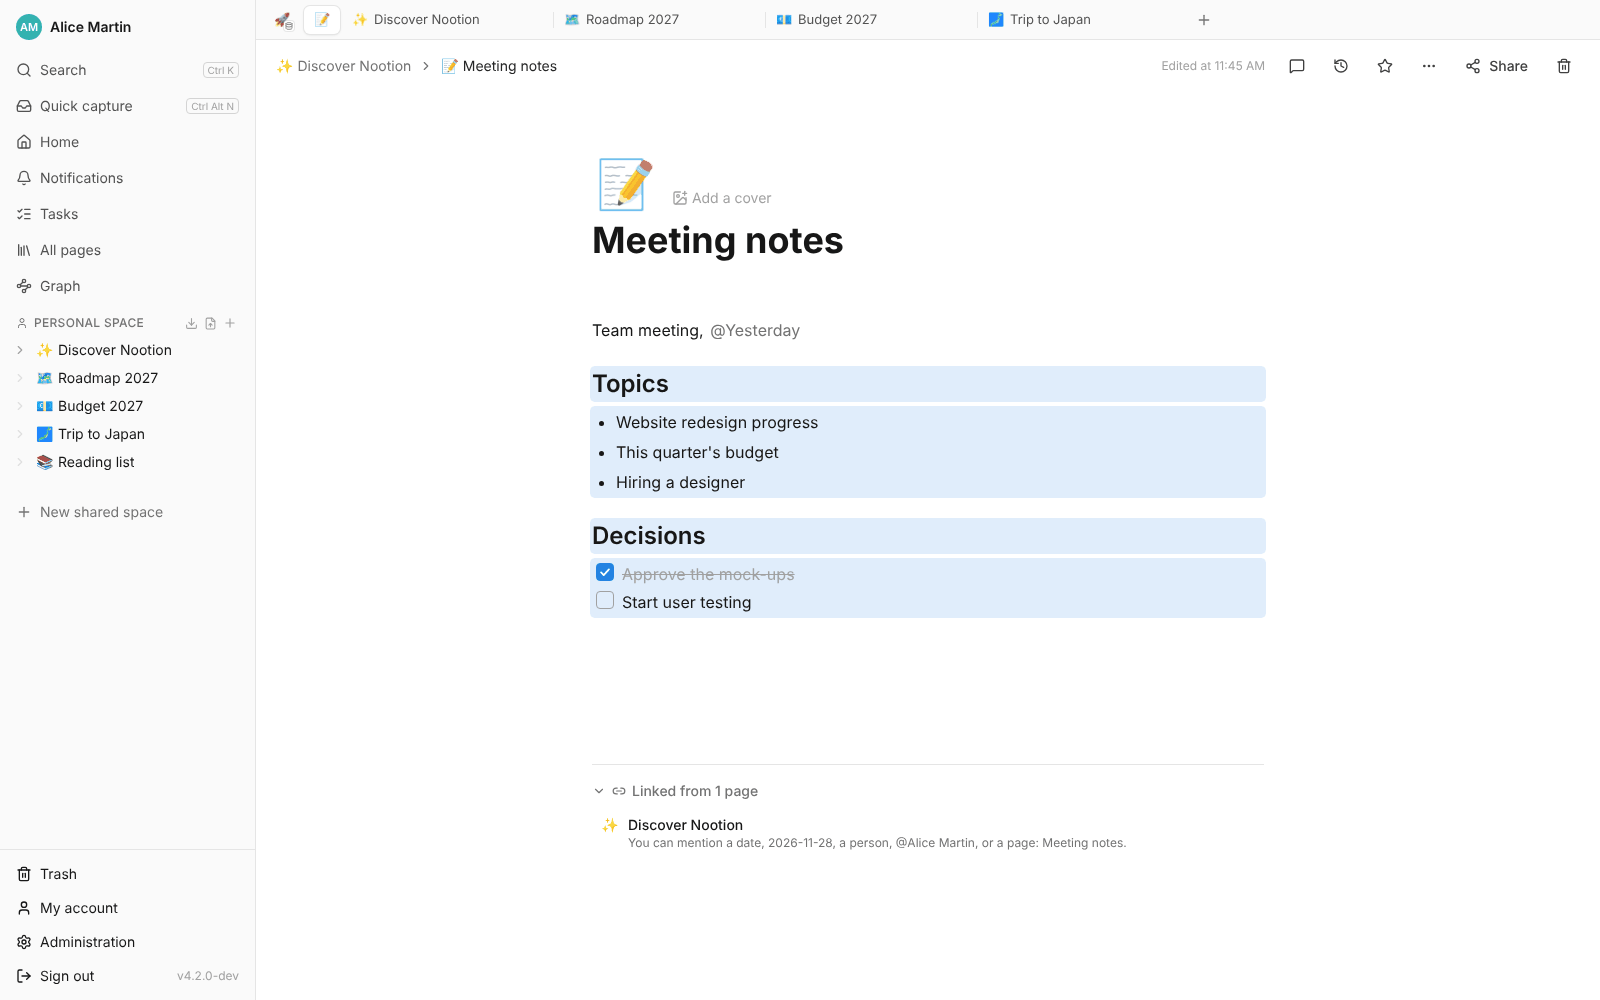 AM Alice Martin
Search Ctrl K
Quick capture Ctrl Alt N
Home
Notifications
Tasks
All pages
Graph
PERSONAL SPACE
✨ Discover Nootion
Roadmap 2027
Budget 2027
Trip to Japan
Reading list
New shared space
Trash
My account
Administration
Sign out v4.2.0-dev
Discover Nootion Roadmap 2027 Budget 2027 Trip to Japan
Discover Nootion > Meeting notes Edited at 11:45 AM Share
Add a cover
Meeting notes
Team meeting, @Yesterday
Topics
• Website redesign progress
• This quarter's budget
• Hiring a designer
Decisions
Approve the mock-ups
Start user testing
Linked from 1 page
Discover Nootion
You can mention a date, 2026-11-28, a person, @Alice Martin, or a page: Meeting notes.